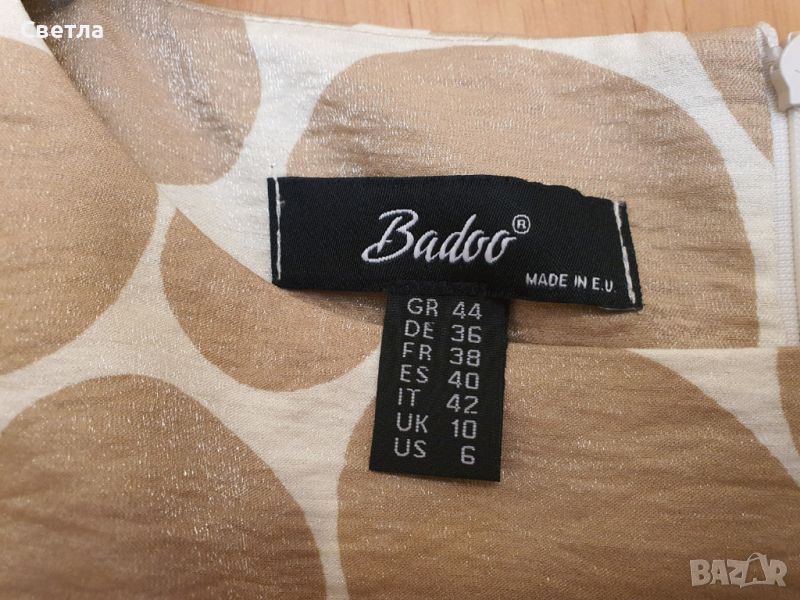 Светла
Badoo®
MADE IN E.U.
GR 44
DE 36
FR 38
ES 40
IT 42
UK 10
US 6
BAZAR